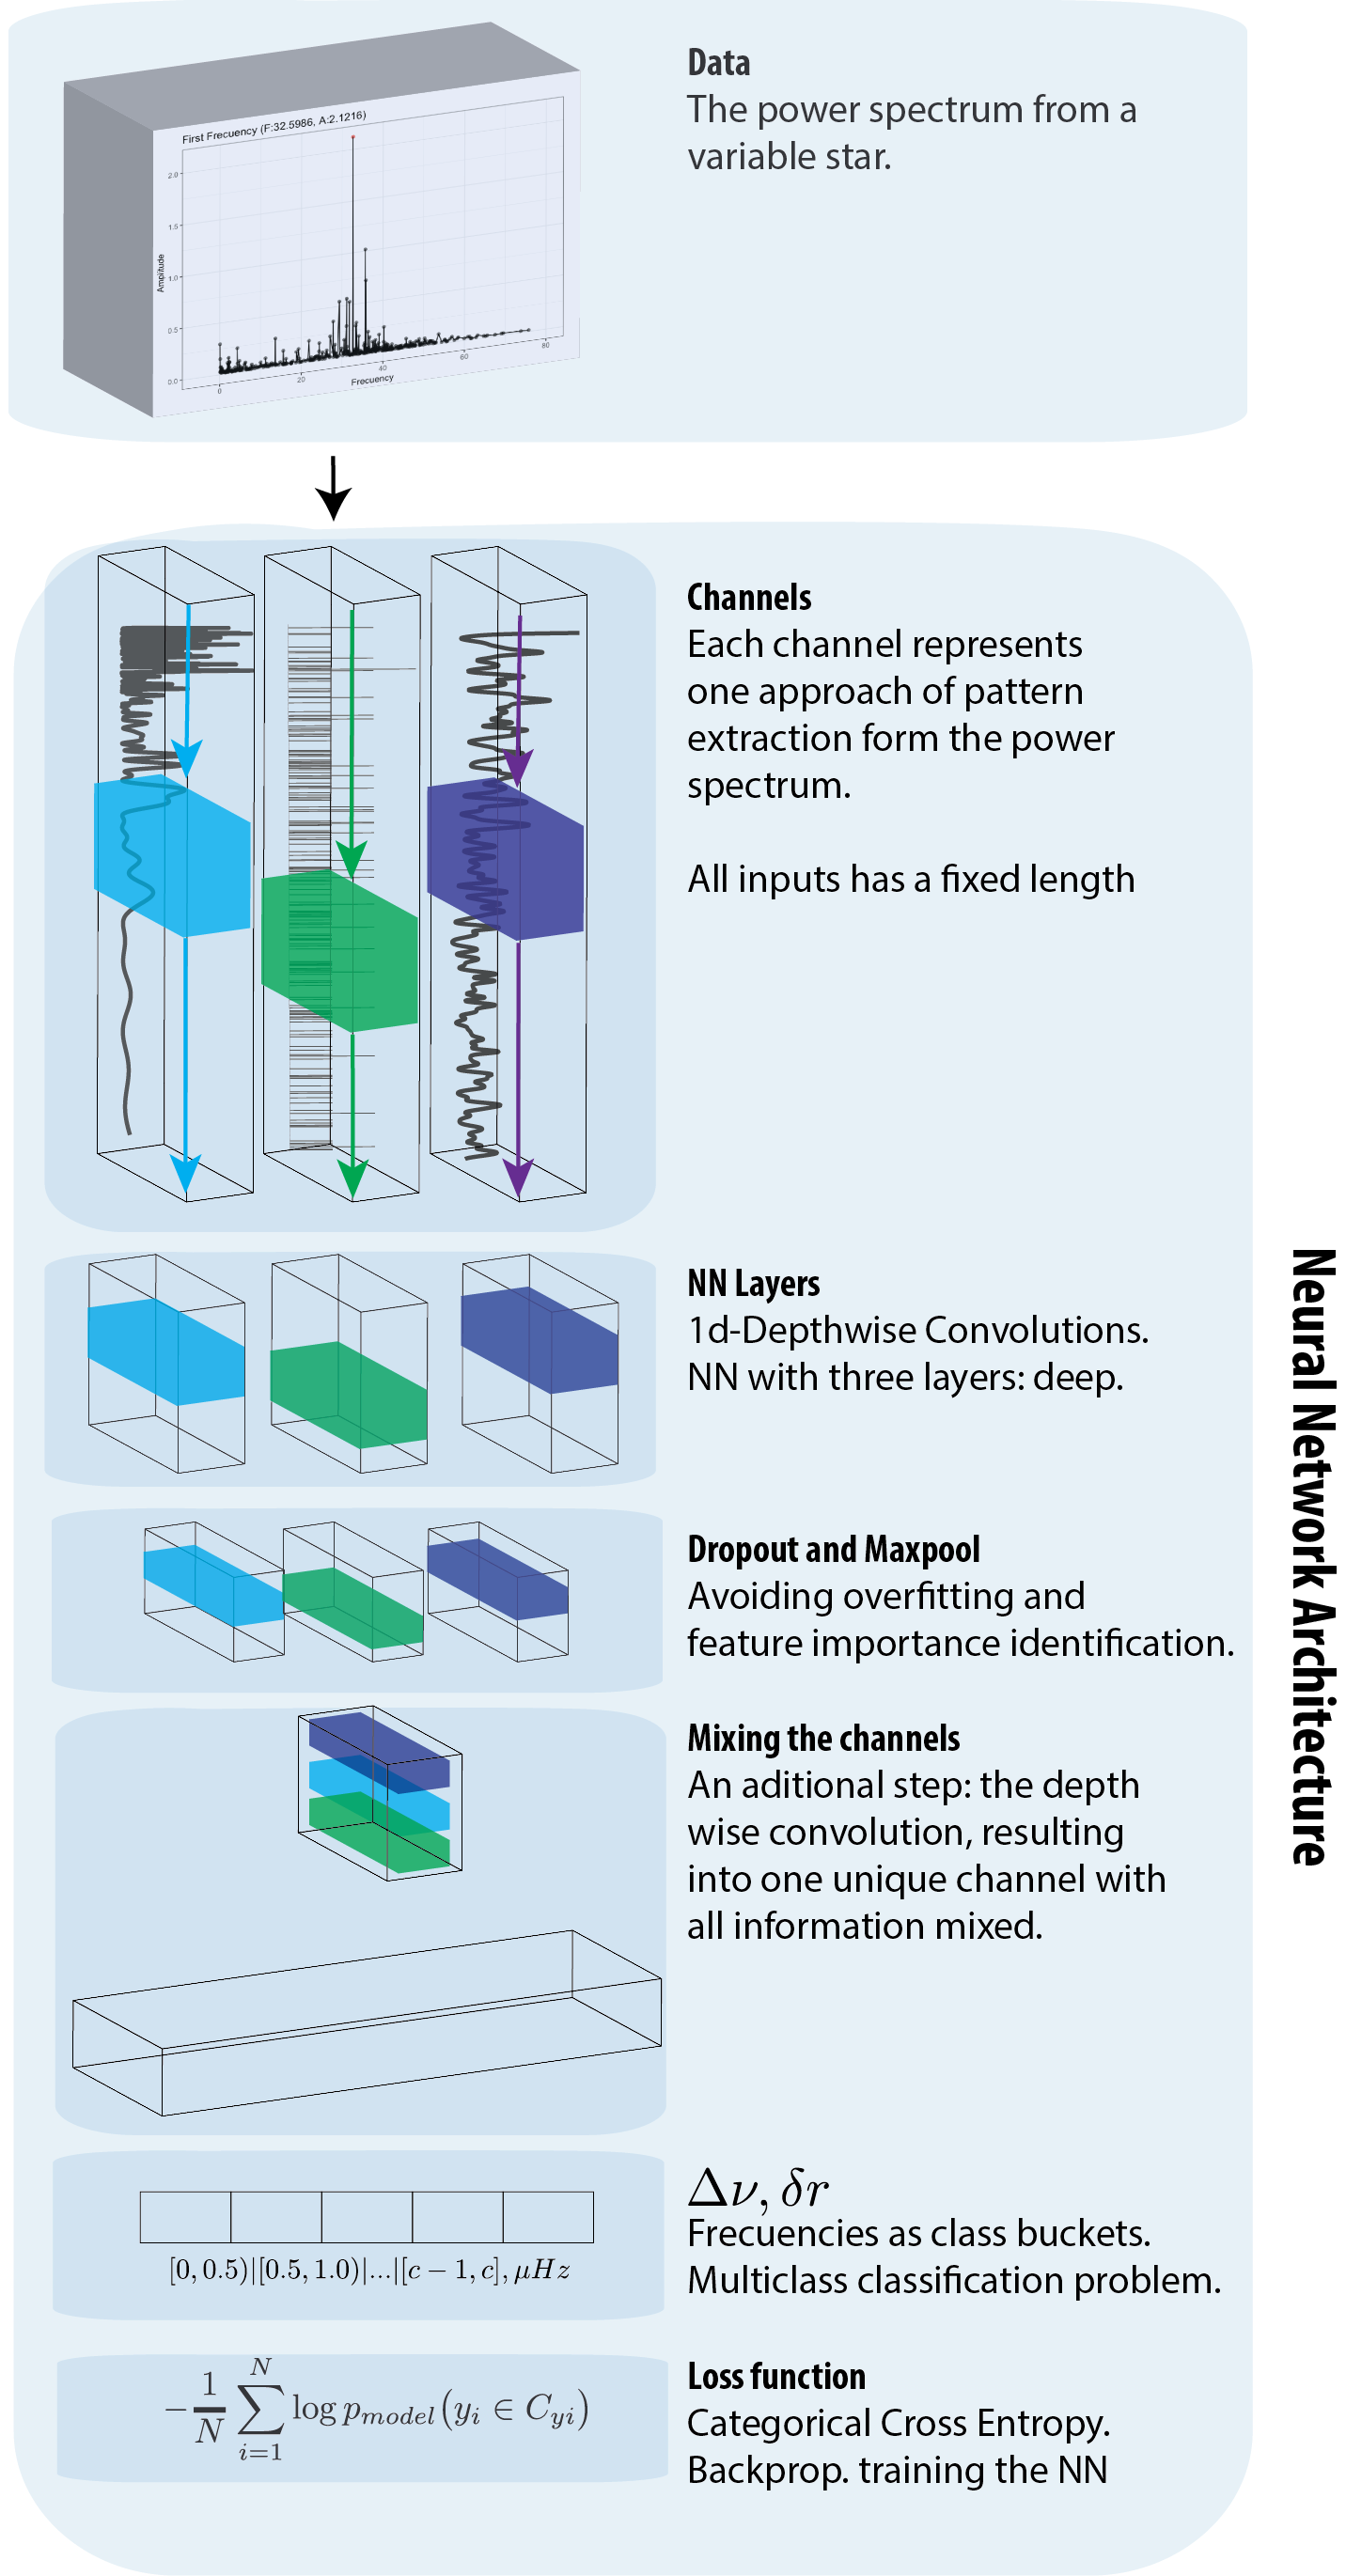 Data
The power spectrum from a
variable star.
First Frecuency (F:32.5986, A:2.1216)
2.0
1.5
1.0
0.5
0.0
Amplitude
0
20
40
60
80
Frecuency
Channels
Each channel represents
one approach of pattern
extraction form the power
spectrum.
All inputs has a fixed length
NN Layers
1d-Depthwise Convolutions.
NN with three layers: deep.
Dropout and Maxpool
Avoiding overfitting and
feature importance identification.
Mixing the channels
An aditional step: the depth
wise convolution, resulting
into one unique channel with
all information mixed.
Δν, δr
Frecuencies as class buckets.
Multiclass classification problem.
[0, 0.5)|[0.5, 1.0)|...|[c − 1, c], μHz
Loss function
Categorical Cross Entropy.
Backprop. training the NN
−\frac{1}{N} \sum_{i=1}^{N} \log p_{model}(y_i ∈ C_{yi})
Neural Network Architecture